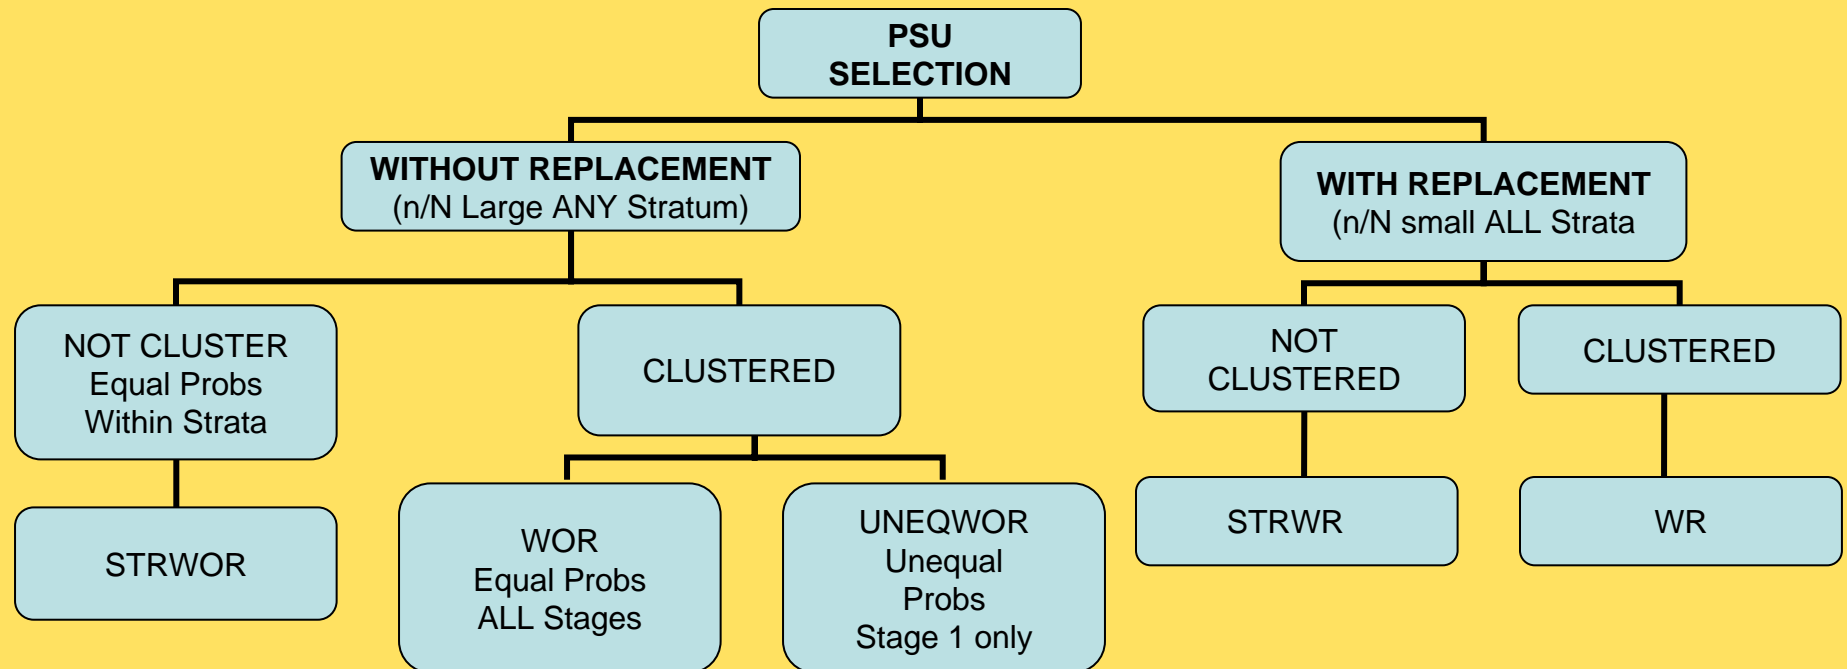 PSU
SELECTION
WITHOUT REPLACEMENT
(n/N Large ANY Stratum)
WITH REPLACEMENT
(n/N small ALL Strata
NOT CLUSTER
Equal Probs
Within Strata
CLUSTERED
NOT
CLUSTERED
CLUSTERED
STRWOR
WOR
Equal Probs
ALL Stages
UNEQWOR
Unequal
Probs
Stage 1 only
STRWR
WR